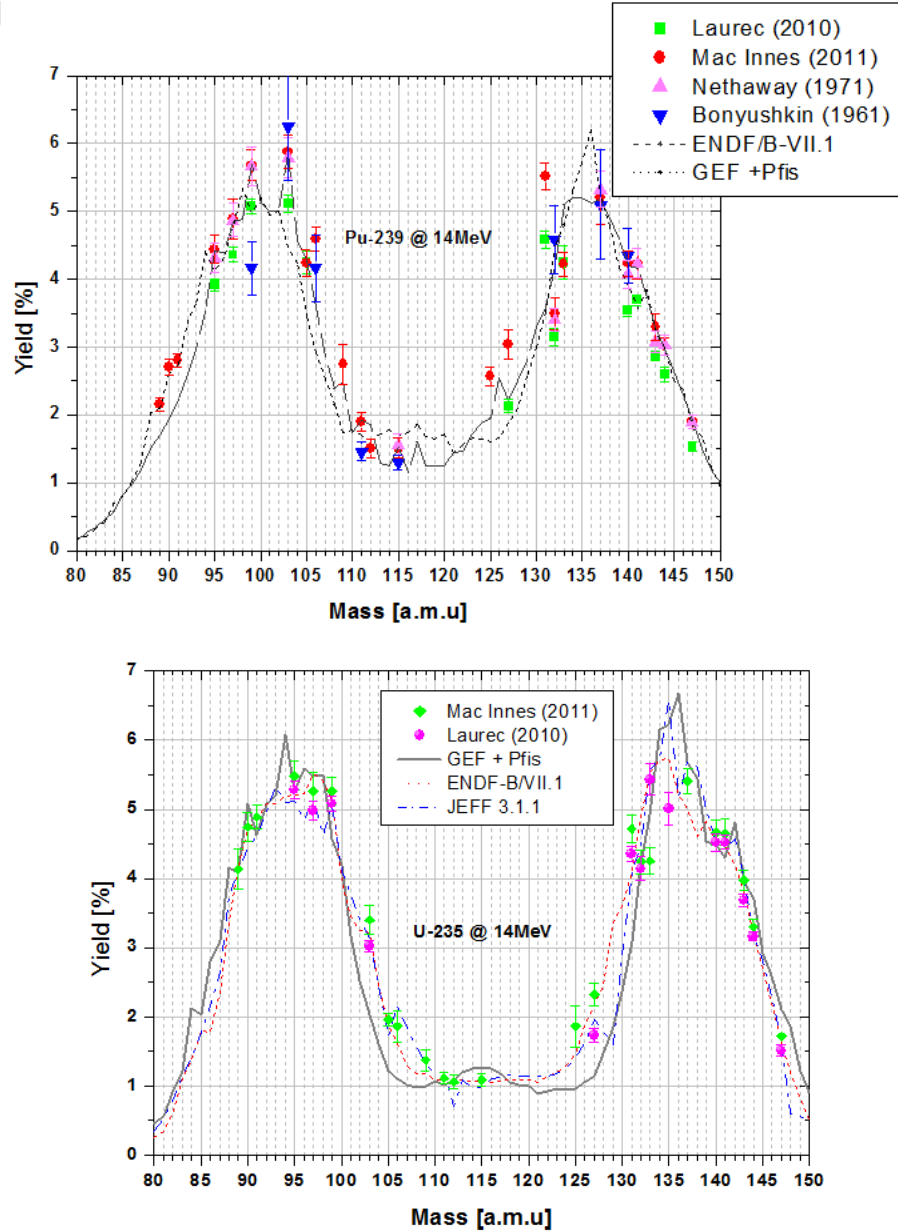 Laurec (2010)
Mac Innes (2011)
Nethaway (1971)
Bonyushkin (1961)
ENDF/B-VII.1
GEF +Pfis
7
6
5
4
3
2
1
0
Yield [%]
Pu-239 @ 14MeV
80 85 90 95 100 105 110 115 120 125 130 135 140 145 150
Mass [a.m.u]
7
6
5
4
3
2
1
0
Yield [%]
Mac Innes (2011)
Laurec (2010)
GEF + Pfis
ENDF-B/VII.1
JEFF 3.1.1
U-235 @ 14MeV
80 85 90 95 100 105 110 115 120 125 130 135 140 145 150
Mass [a.m.u]